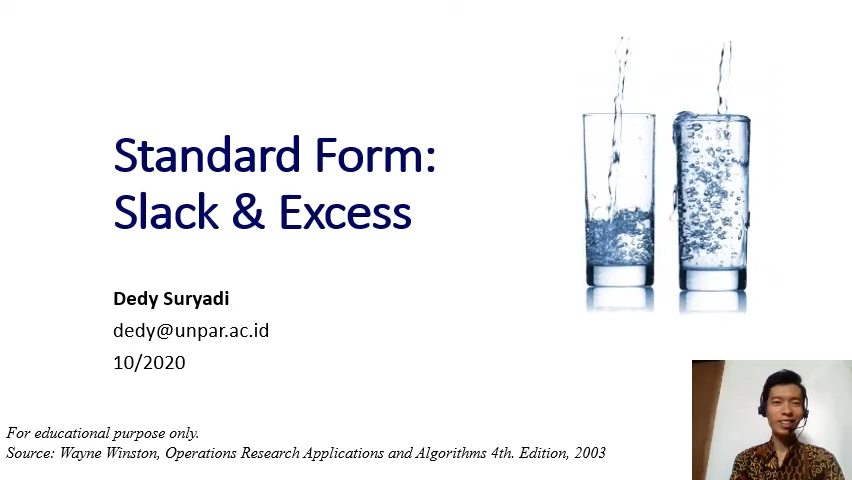 Standard Form:
Slack & Excess
Dedy Suryadi
dedy@unpar.ac.id
10/2020
For educational purpose only.
Source: Wayne Winston, Operations Research Applications and Algorithms 4th. Edition, 2003